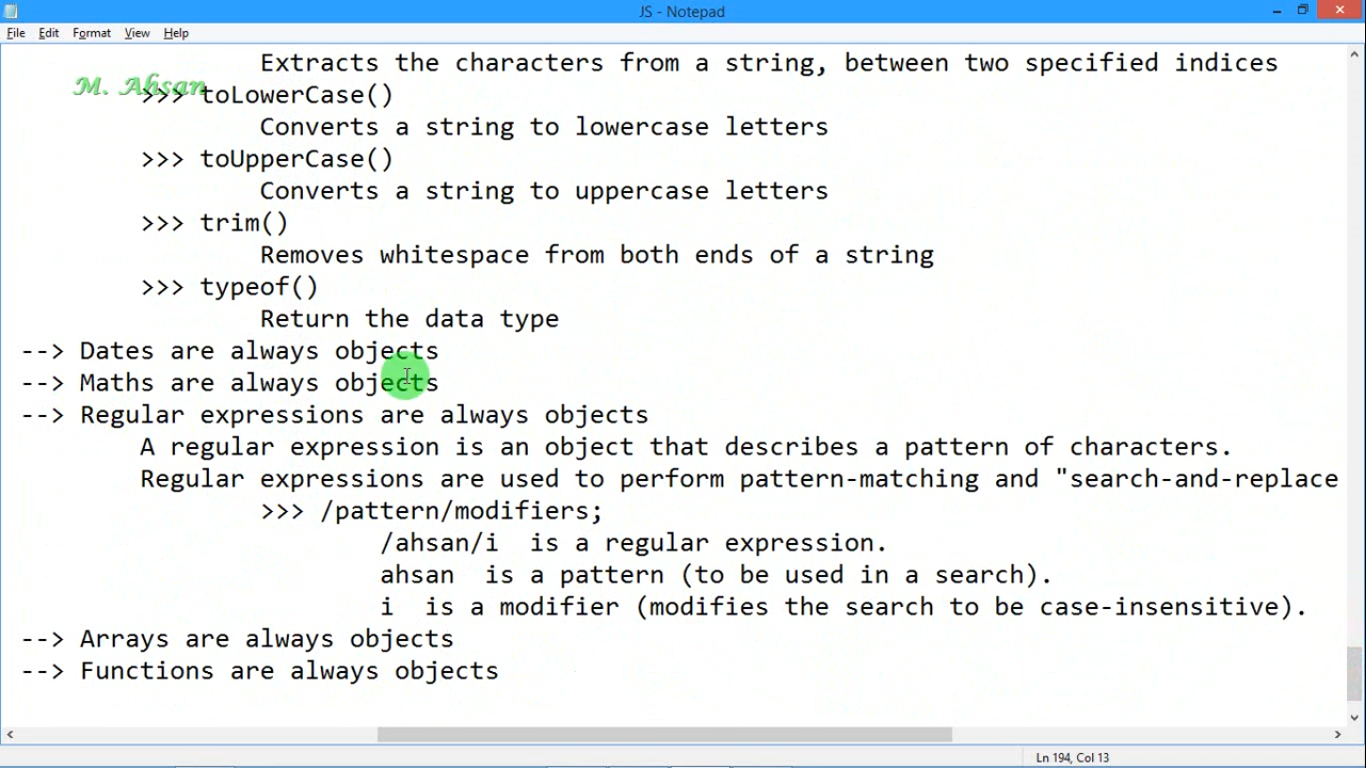 JS - Notepad
File Edit Format View Help
Extracts the characters from a string, between two specified indices
M. Ahsan
>>> toLowerCase()
Converts a string to lowercase letters
>>> toUpperCase()
Converts a string to uppercase letters
>>> trim()
Removes whitespace from both ends of a string
>>> typeof()
Return the data type
--> Dates are always objects
--> Maths are always objects
--> Regular expressions are always objects
A regular expression is an object that describes a pattern of characters.
Regular expressions are used to perform pattern-matching and "search-and-replace
>>> /pattern/modifiers;
/ahsan/i is a regular expression.
ahsan is a pattern (to be used in a search).
i is a modifier (modifies the search to be case-insensitive).
--> Arrays are always objects
--> Functions are always objects
Ln 194, Col 13